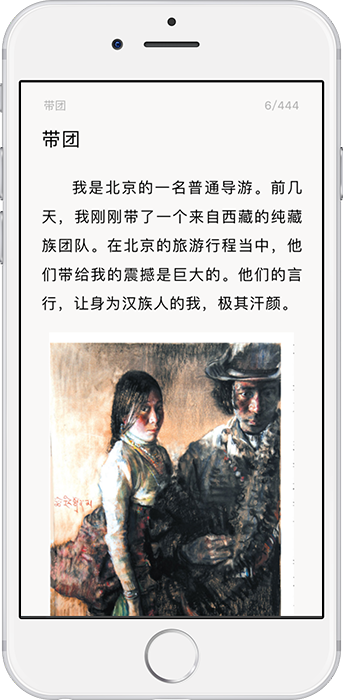 带团
6/444
带团
我是北京的一名普通导游。前几
天，我刚刚带了一个来自西藏的纯藏
族团队。在北京的旅游行程当中，他
们带给我的震撼是巨大的。他们的言
行，让身为汉族人的我，极其汗颜。